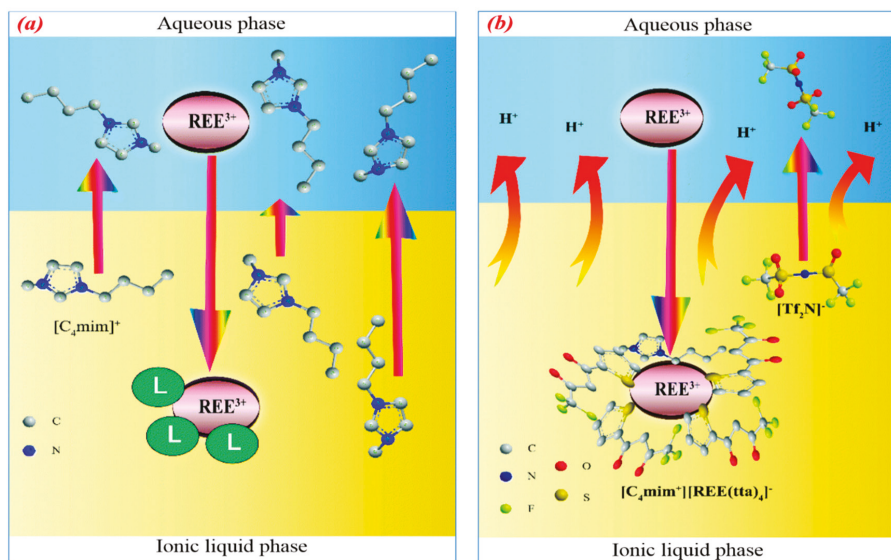 (a)
Aqueous phase
REE³⁺
[C₄mim]⁺
L
REE³⁺
L
L
C
N
Ionic liquid phase
(b)
Aqueous phase
H⁺
H⁺
REE³⁺
H⁺
H⁺
[Tf₂N]⁻
REE³⁺
C
N
F
O
S
[C₄mim⁺][REE(tta)₄]⁻
Ionic liquid phase